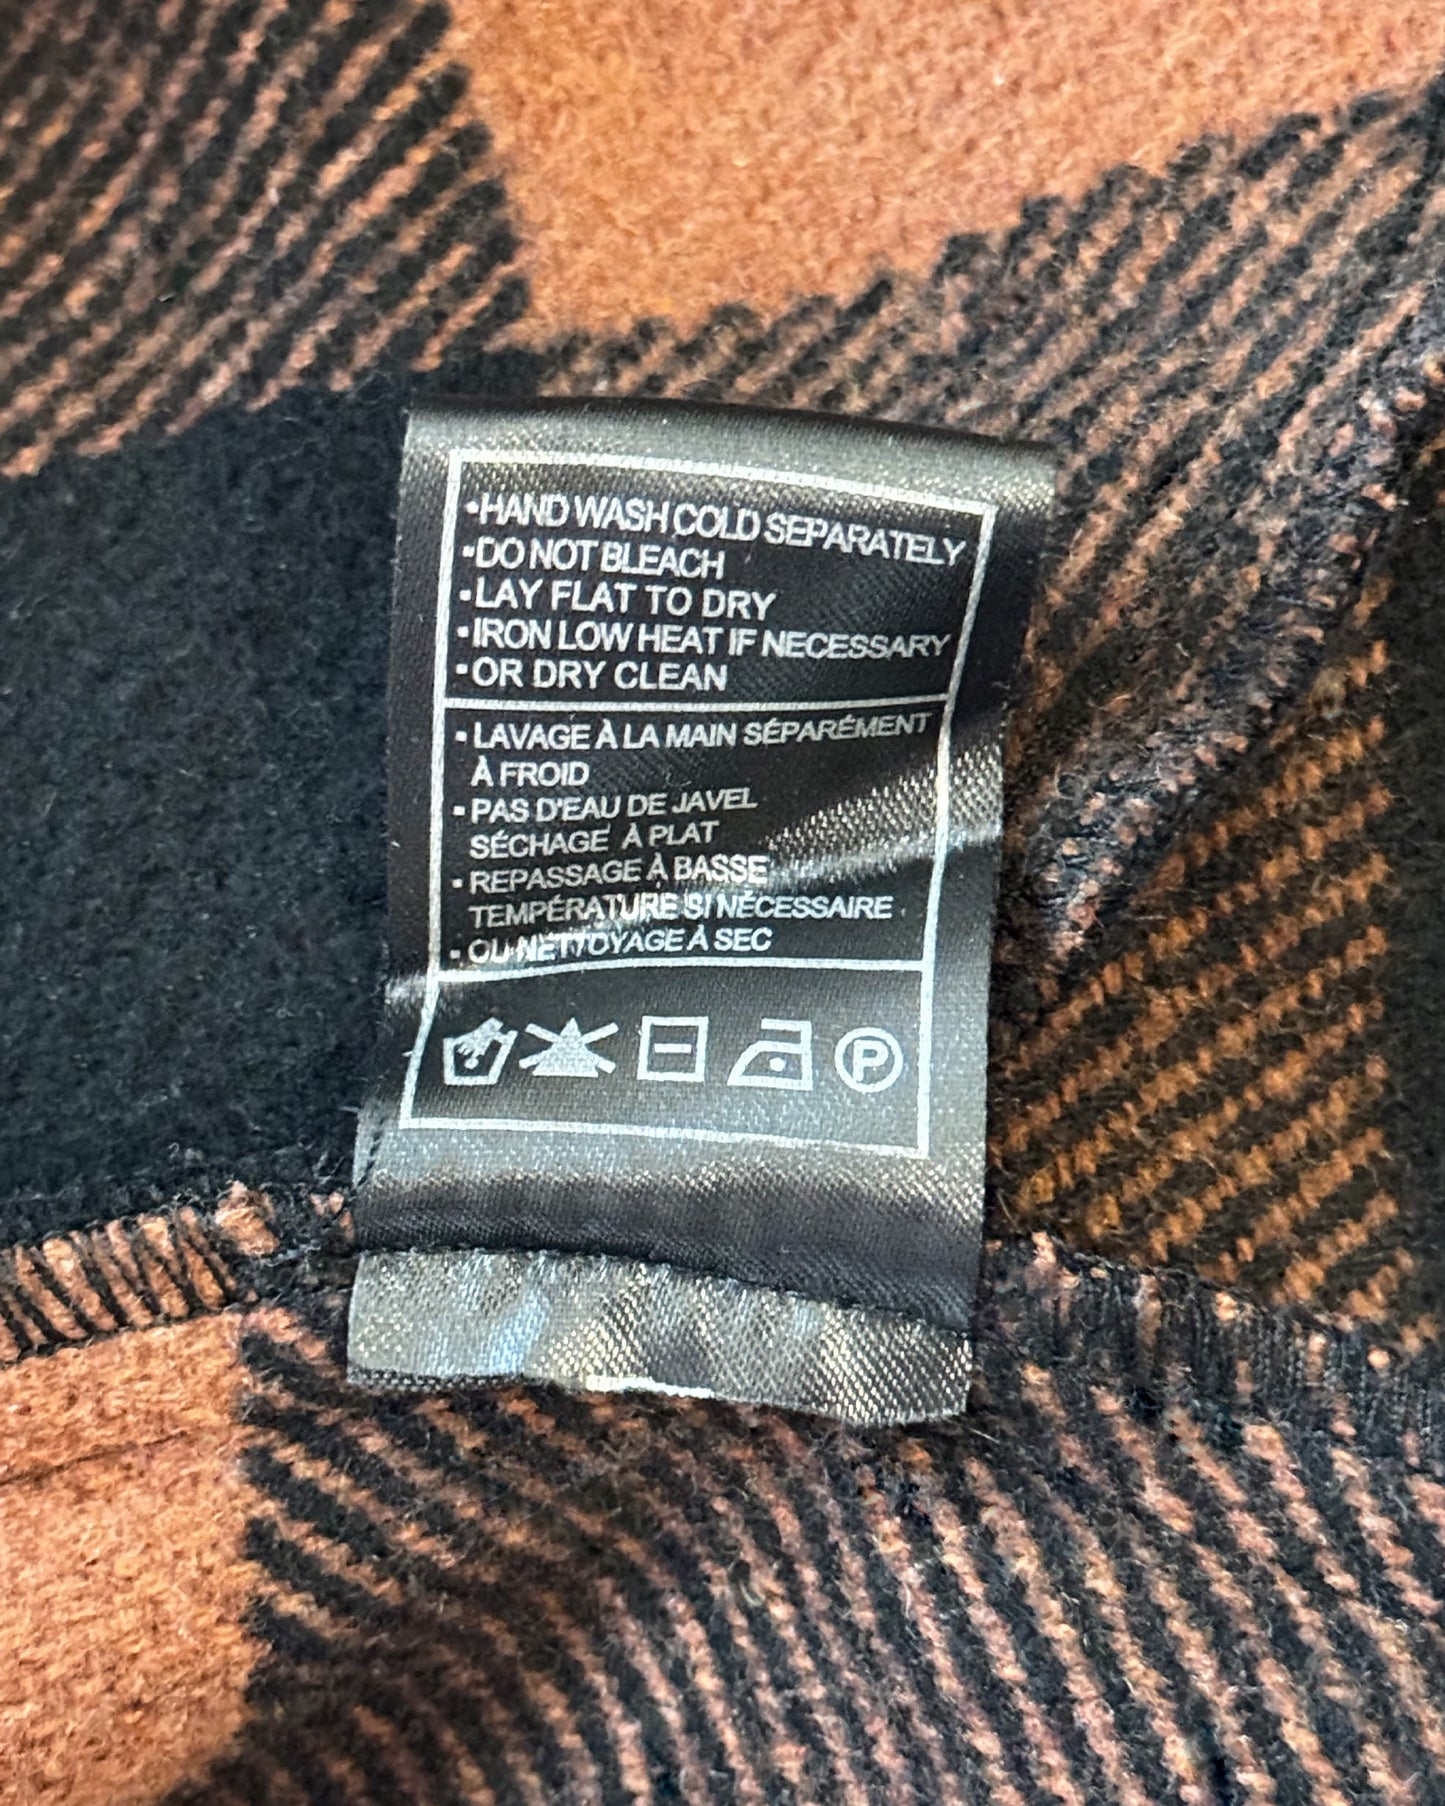 •HAND WASH COLD SEPARATELY
•DO NOT BLEACH
•LAY FLAT TO DRY
•IRON LOW HEAT IF NECESSARY
•OR DRY CLEAN
•LAVAGE À LA MAIN SÉPARÉMENT
À FROID
•PAS D'EAU DE JAVEL
SÉCHAGE À PLAT
•REPASSAGE À BASSE
TEMPÉRATURE SI NÉCESSAIRE
•OU NETTOYAGE À SEC
P